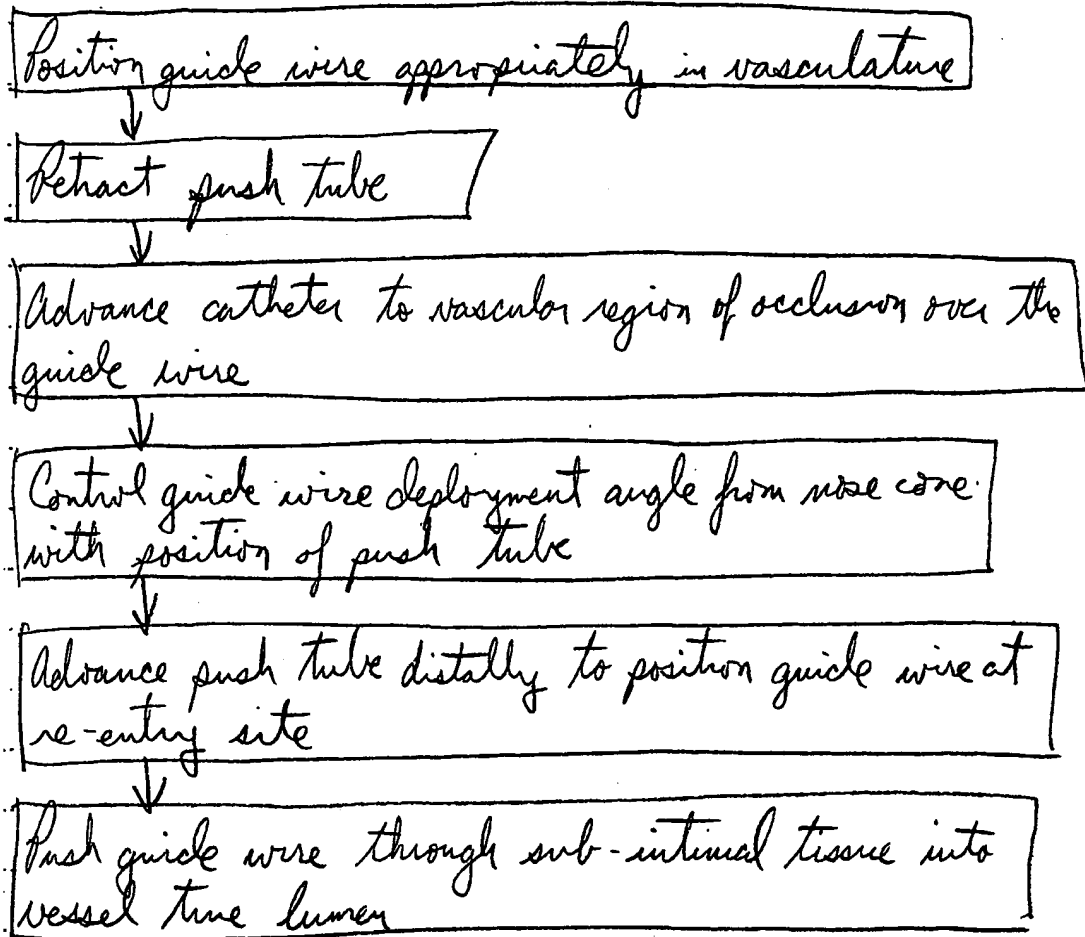 Position guide wire appropriately in vasculature
Retract push tube
Advance catheter to vascular region of occlusion over the
guide wire
Control guide wire deployment angle from nose cone
with position of push tube
Advance push tube distally to position guide wire at
re-entry site
Push guide wire through sub-intimal tissue into
vessel true lumen